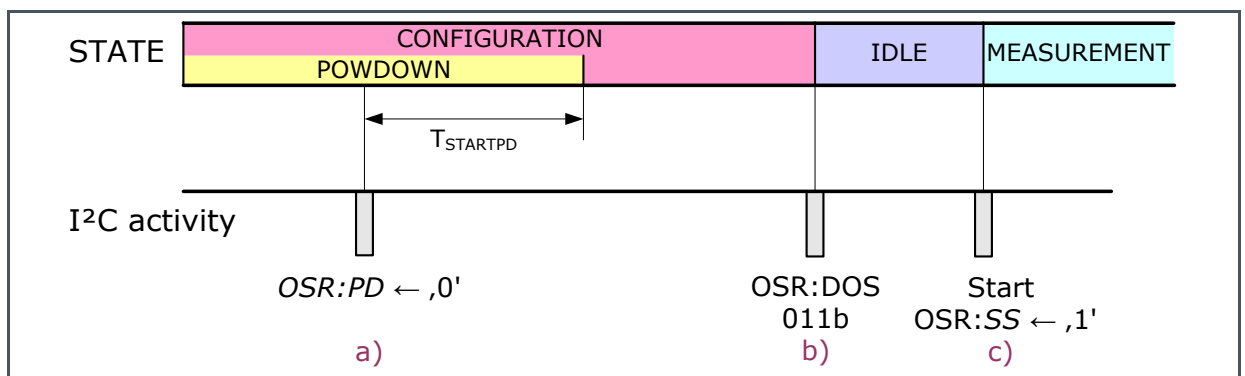 STATE
CONFIGURATION
POWDOWN
IDLE
MEASUREMENT
TSTARTPD
I²C activity
OSR:PD ← ,0'
OSR:DOS
011b
Start
OSR:SS ← ,1'
a)
b)
c)